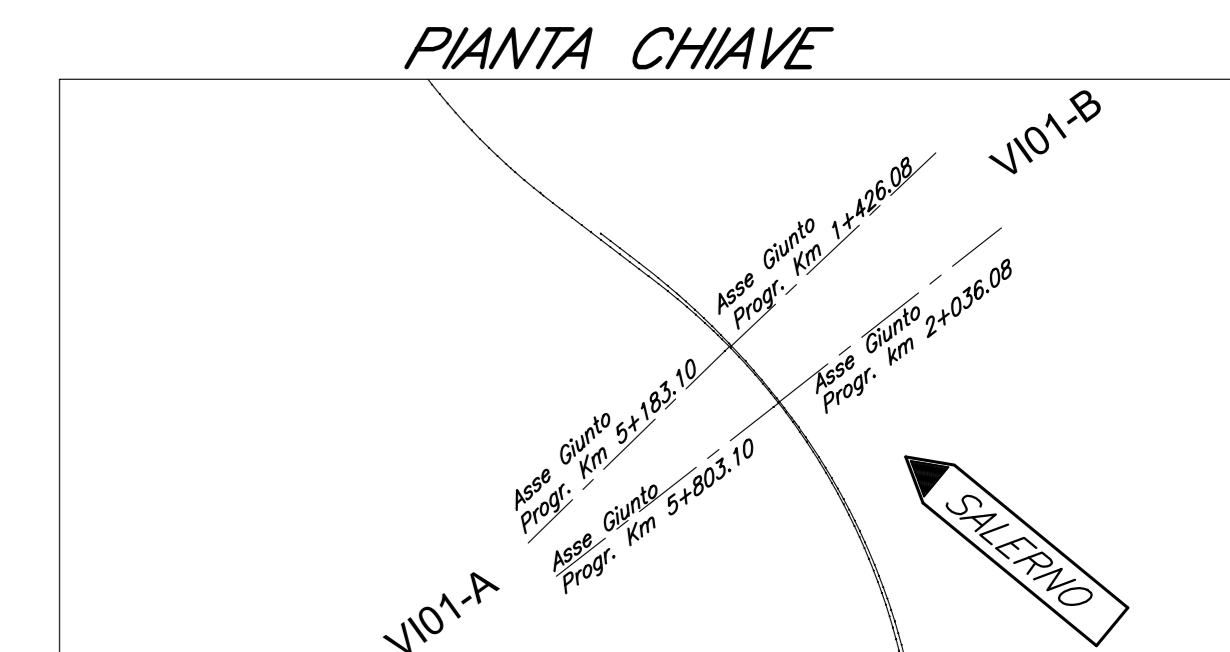 PIANTA CHIAVE
VI01-B
Asse Giunto
Progr. Km 1+426.08
Asse Giunto
Progr. km 2+036.08
Asse Giunto
Progr. Km 5+183.10
Asse Giunto
Progr. Km 5+803.10
SALERNO
VI01-A